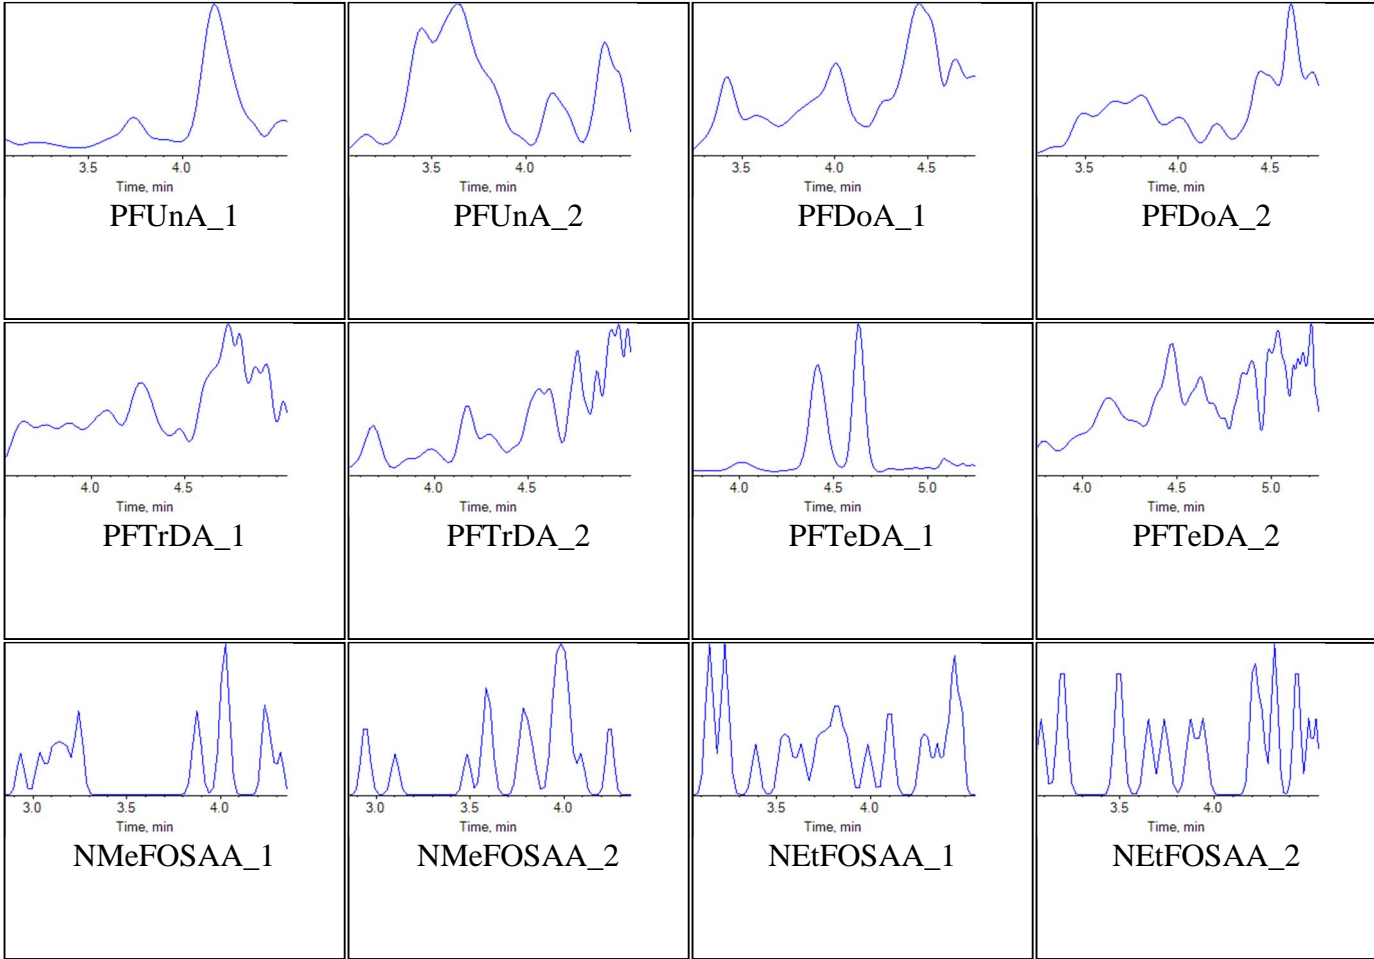 3.5 4.0
Time, min
PFUnA_1
3.5 4.0
Time, min
PFUnA_2
3.5 4.0 4.5
Time, min
PFDoA_1
3.5 4.0 4.5
Time, min
PFDoA_2
4.0 4.5
Time, min
PFTrDA_1
4.0 4.5
Time, min
PFTrDA_2
4.0 4.5 5.0
Time, min
PFTeDA_1
4.0 4.5 5.0
Time, min
PFTeDA_2
3.0 3.5 4.0
Time, min
NMeFOSAA_1
3.0 3.5 4.0
Time, min
NMeFOSAA_2
3.5 4.0
Time, min
NEtFOSAA_1
3.5 4.0
Time, min
NEtFOSAA_2